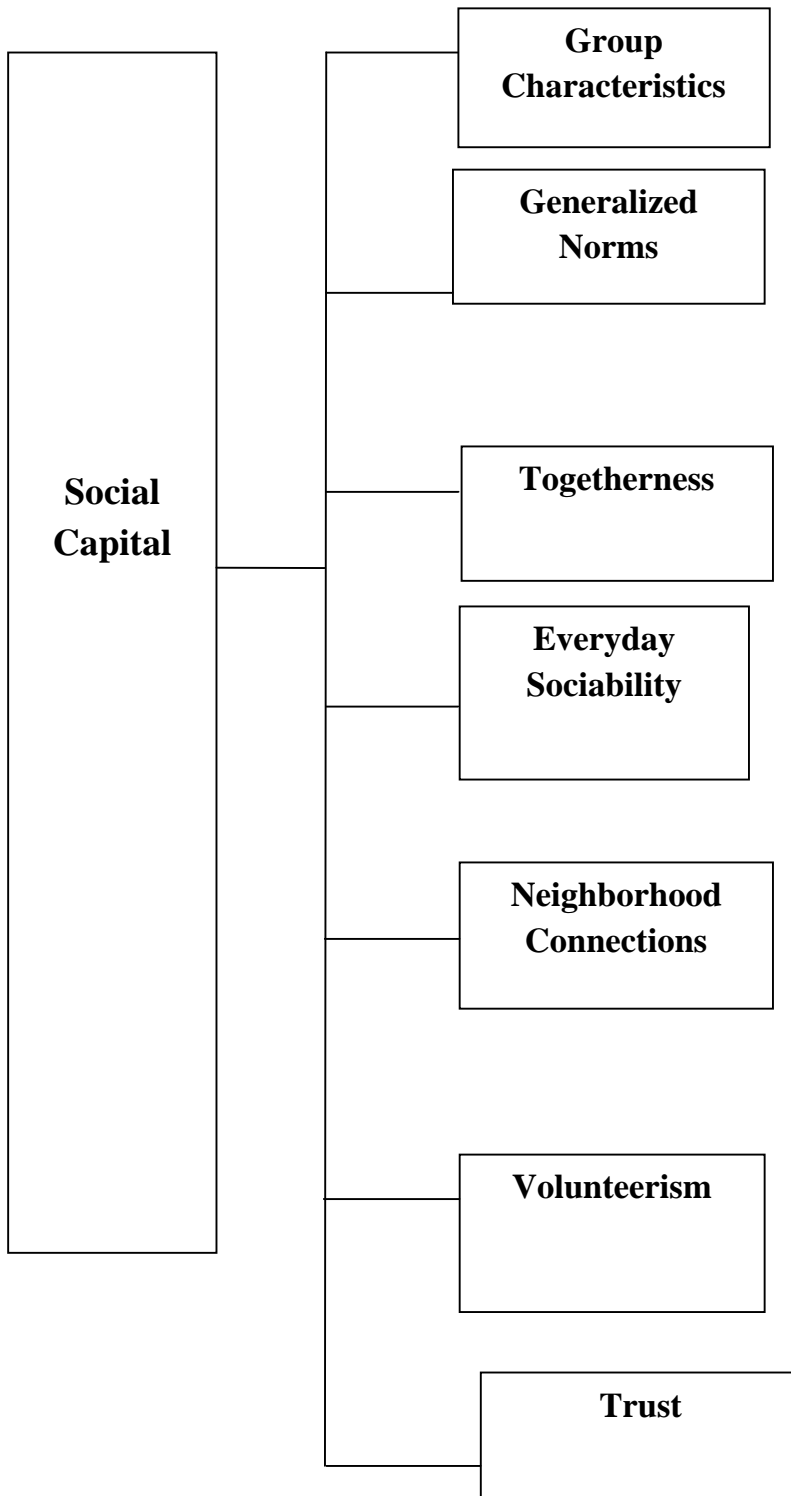 Social
Capital
Group
Characteristics
Generalized
Norms
Togetherness
Everyday
Sociability
Neighborhood
Connections
Volunteerism
Trust